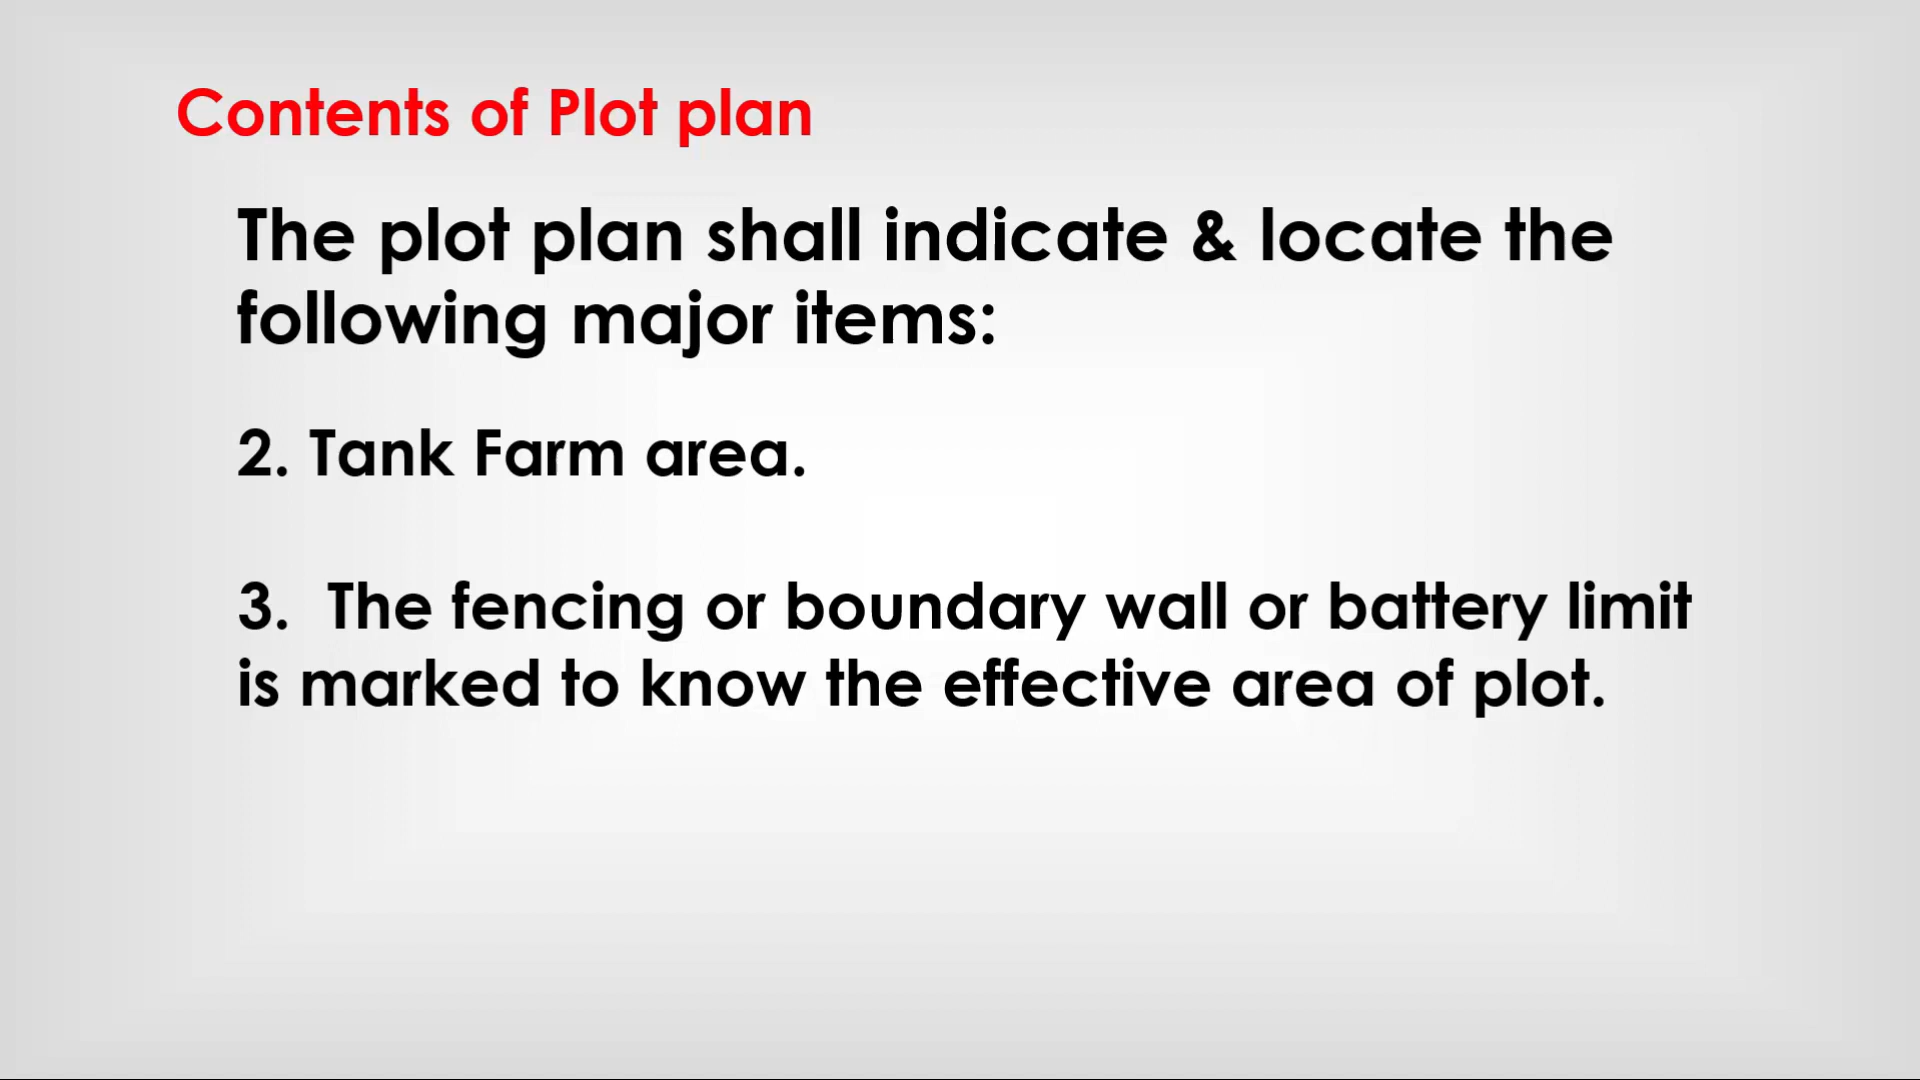 Contents of Plot plan
The plot plan shall indicate & locate the
following major items:
2. Tank Farm area.
3. The fencing or boundary wall or battery limit
is marked to know the effective area of plot.